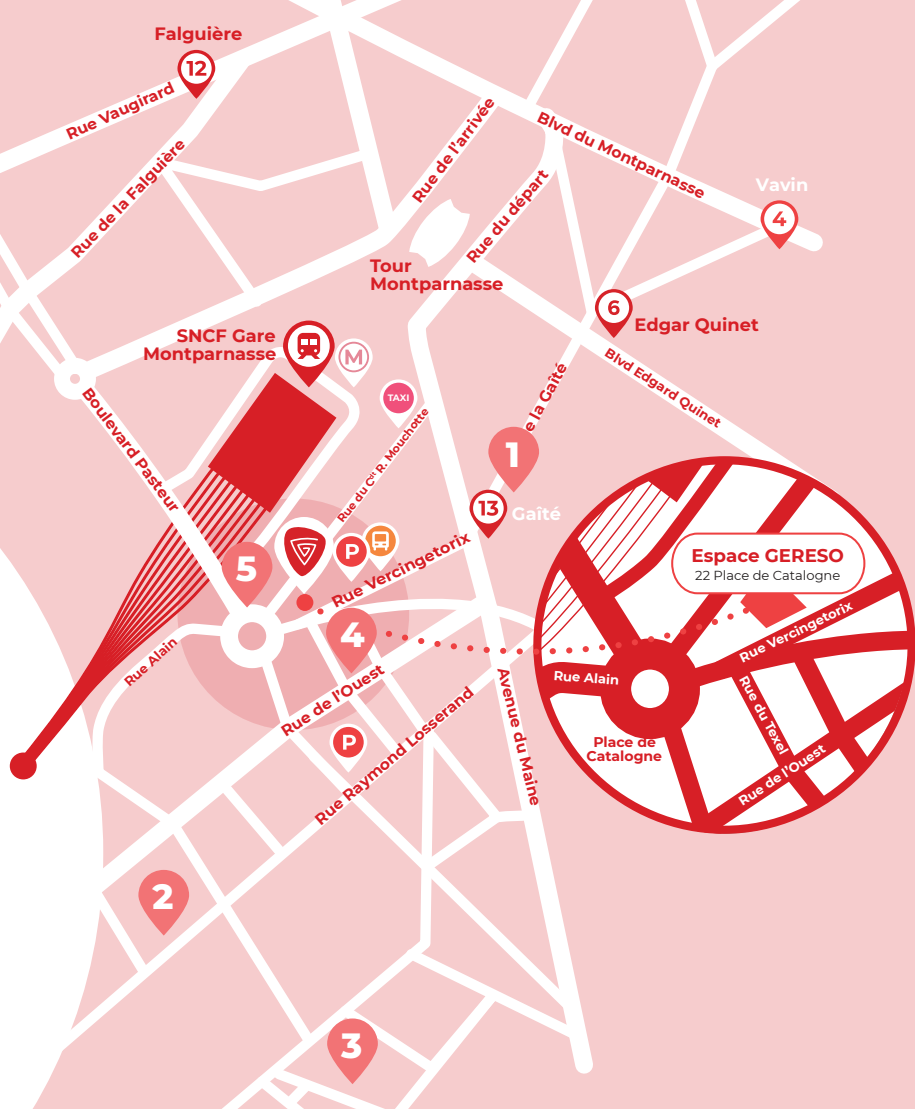 Falguière
12
Rue Vaugirard
Rue de la Falguière
Rue de l'arrivée
Blvd du Montparnasse
Vavin
4
Rue du départ
Tour
Montparnasse
6
Edgar Quinet
SNCF Gare
Montparnasse
M
TAXI
Blvd Edgard Quinet
e la Gaîté
Boulevard Pasteur
Rue du Cdt R. Mouchotte
1
13
Gaîté
5
P
Rue Vercingetorix
4
Rue Alain
Rue de l'Ouest
P
Rue Raymond Losserand
Avenue du Maine
2
3
Espace GERESO
22 Place de Catalogne
Rue Vercingetorix
Rue Alain
Rue du Texel
Place de
Catalogne
Rue de l'Ouest